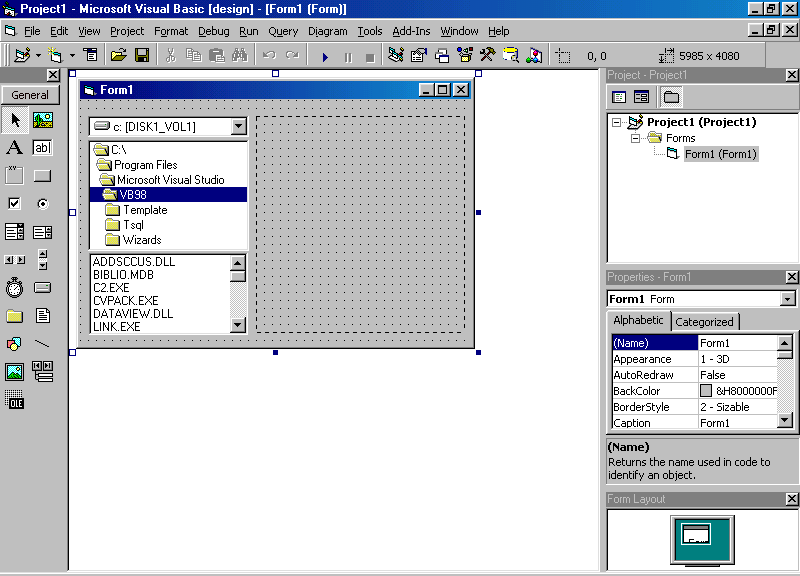 Project1 - Microsoft Visual Basic [design] - [Form1 (Form)]
File Edit View Project Format Debug Run Query Diagram Tools Add-Ins Window Help
0, 0 5985 x 4080
General
A ab|
xv
OLE
Form1
c: [DISK1_VOL1]
C:\
Program Files
Microsoft Visual Studio
VB98
Template
Tsql
Wizards
ADDSCCUS.DLL
BIBLIO.MDB
C2.EXE
CVPACK.EXE
DATAVIEW.DLL
LINK.EXE
Project - Project1
Project1 (Project1)
Forms
Form1 (Form1)
Properties - Form1
Form1 Form
Alphabetic Categorized
(Name) Form1
Appearance 1 - 3D
AutoRedraw False
BackColor &H8000000F
BorderStyle 2 - Sizable
Caption Form1
(Name)
Returns the name used in code to
identify an object.
Form Layout